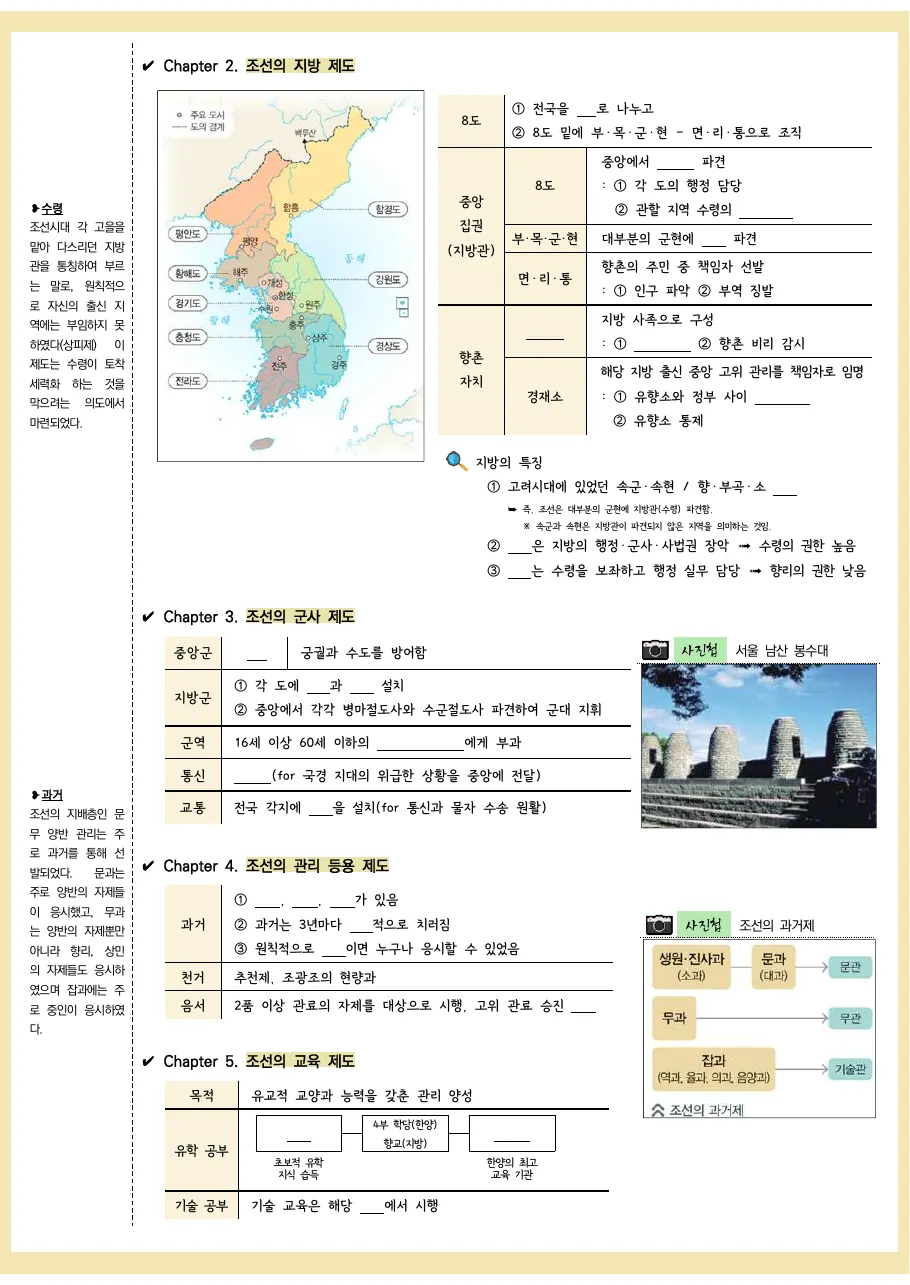 ✔ Chapter 2. 조선의 지방 제도
❥수령
조선시대 각 고을을
맡아 다스리던 지방
관을 통칭하여 부르
는 말로, 원칙적으
로 자신의 출신 지
역에는 부임하지 못
하였다(상피제) 이
제도는 수령이 토착
세력화 하는 것을
막으려는 의도에서
마련되었다.
주요 도시
도의 경계
백두산
함흥
함경도
평안도
평양
동해
황해도
해주
개성
강원도
경기도
한성
원주
수원
황해
충주
충청도
상주
경상도
전주
경주
전라도
8도
① 전국을 ___로 나누고
② 8도 밑에 부·목·군·현 - 면·리·통으로 조직
중앙
집권
(지방관)
8도
중앙에서 ______ 파견
: ① 각 도의 행정 담당
② 관할 지역 수령의 ________
부·목·군·현
대부분의 군현에 ____ 파견
면·리·통
향촌의 주민 중 책임자 선발
: ① 인구 파악 ② 부역 징발
향촌
자치
______
지방 사족으로 구성
: ① ________ ② 향촌 비리 감시
경재소
해당 지방 출신 중앙 고위 관리를 책임자로 임명
: ① 유향소와 정부 사이 ________
② 유향소 통제
지방의 특징
① 고려시대에 있었던 속군·속현 / 향·부곡·소 ____
➥ 즉, 조선은 대부분의 군현에 지방관(수령) 파견함.
※ 속군과 속현은 지방관이 파견되지 않은 지역을 의미하는 것임.
② ____은 지방의 행정·군사·사법권 장악 ➟ 수령의 권한 높음
③ ____는 수령을 보좌하고 행정 실무 담당 ➟ 향리의 권한 낮음
✔ Chapter 3. 조선의 군사 제도
중앙군
___
궁궐과 수도를 방어함
지방군
① 각 도에 ____과 ____ 설치
② 중앙에서 각각 병마절도사와 수군절도사 파견하여 군대 지휘
군역
16세 이상 60세 이하의 _____________에게 부과
통신
______(for 국경 지대의 위급한 상황을 중앙에 전달)
교통
전국 각지에 ____을 설치(for 통신과 물자 수송 원활)
사진첩 서울 남산 봉수대
❥과거
조선의 지배층인 문
무 양반 관리는 주
로 과거를 통해 선
발되었다. 문과는
주로 양반의 자제들
이 응시했고, 무과
는 양반의 자제뿐만
아니라 향리, 상민
의 자제들도 응시하
였으며 잡과에는 주
로 중인이 응시하였
다.
✔ Chapter 4. 조선의 관리 등용 제도
과거
① ____, ____, ____가 있음
② 과거는 3년마다 ____적으로 치러짐
③ 원칙적으로 ____이면 누구나 응시할 수 있었음
천거
추천제, 조광조의 현량과
음서
2품 이상 관료의 자제를 대상으로 시행, 고위 관료 승진 ____
사진첩 조선의 과거제
생원·진사과
(소과)
문과
(대과)
문관
무과
무관
잡과
(역과, 율과, 의과, 음양과)
기술관
조선의 과거제
✔ Chapter 5. 조선의 교육 제도
목적
유교적 교양과 능력을 갖춘 관리 양성
유학 공부
____
4부 학당(한양)
향교(지방)
______
초보적 유학
지식 습득
한양의 최고
교육 기관
기술 공부
기술 교육은 해당 ____에서 시행